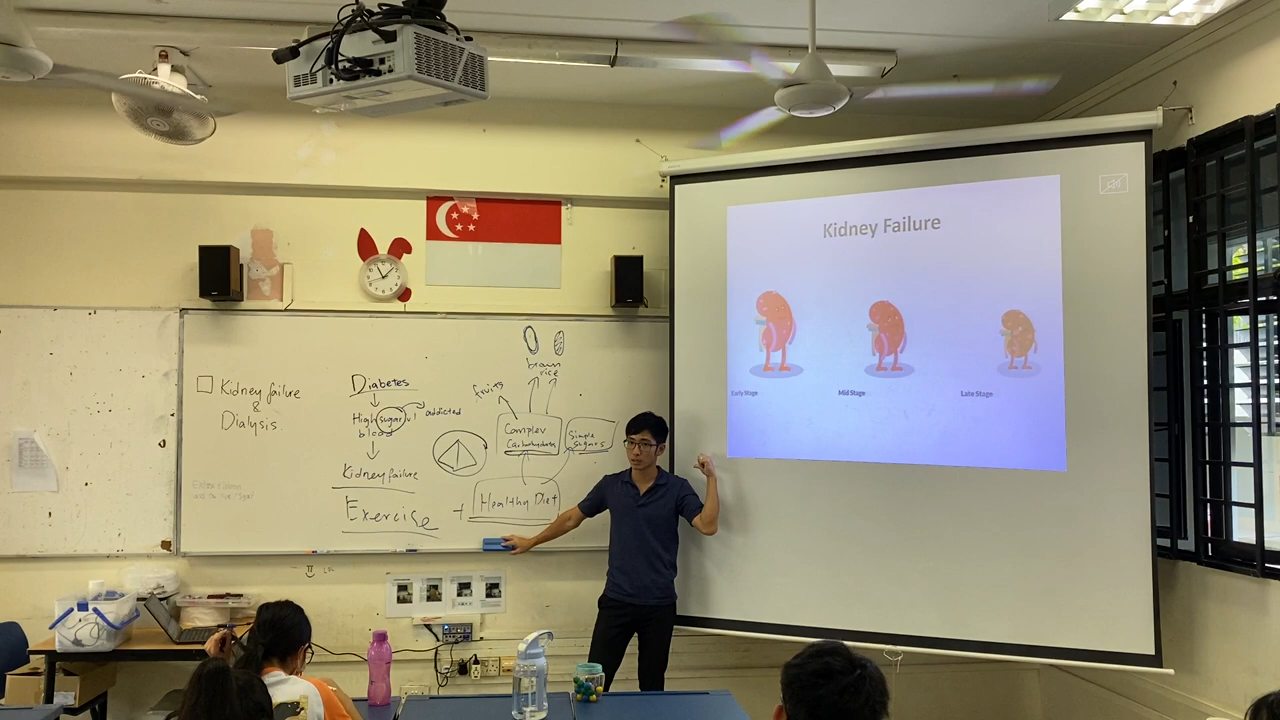 Kidney Failure
Early Stage
Mid Stage
Late Stage
Kidney failure
&
Dialysis
Diabetes
High sugar
addicted
blood
Kidney failure
Exercise
+
Healthy Diet
Complex
Carbohydrates
Simple
sugars
fruits
brown
rice